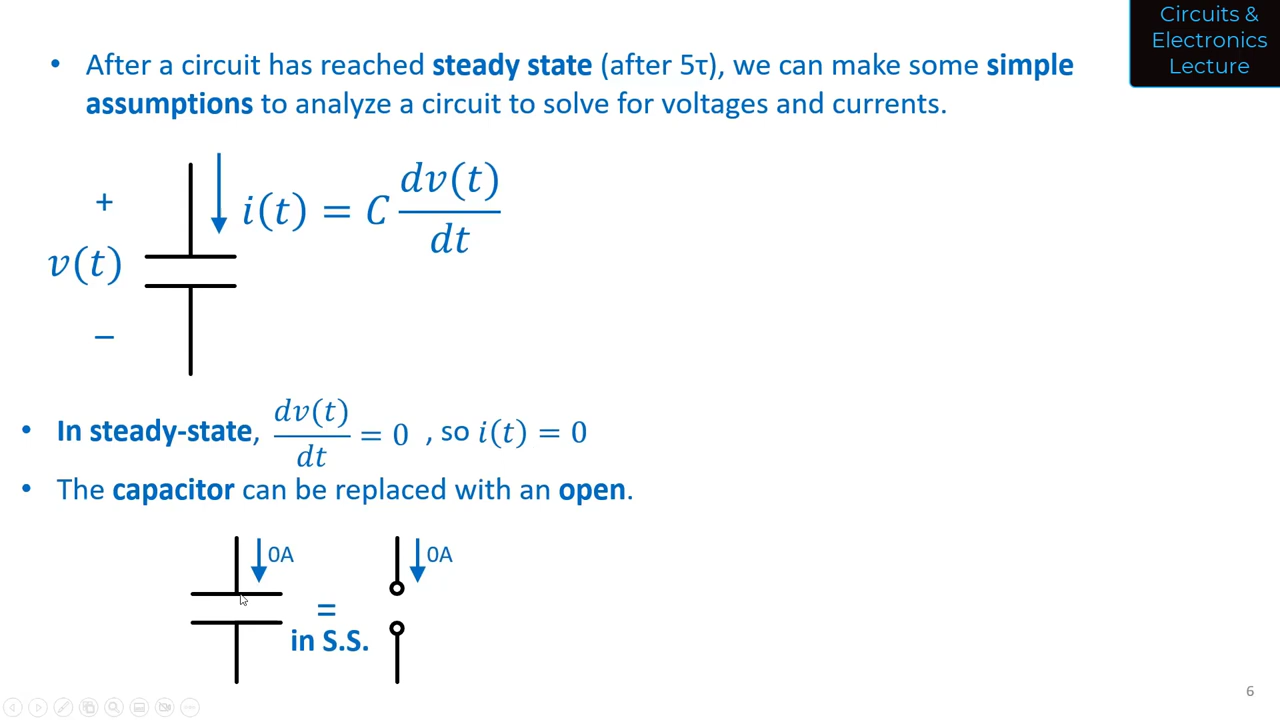 Circuits &
Electronics
Lecture
• After a circuit has reached steady state (after 5τ), we can make some simple
assumptions to analyze a circuit to solve for voltages and currents.
+
v(t)
−
i(t) = C dv(t)/dt
• In steady-state, dv(t)/dt = 0 , so i(t) = 0
• The capacitor can be replaced with an open.
0A
=
in S.S.
0A
6